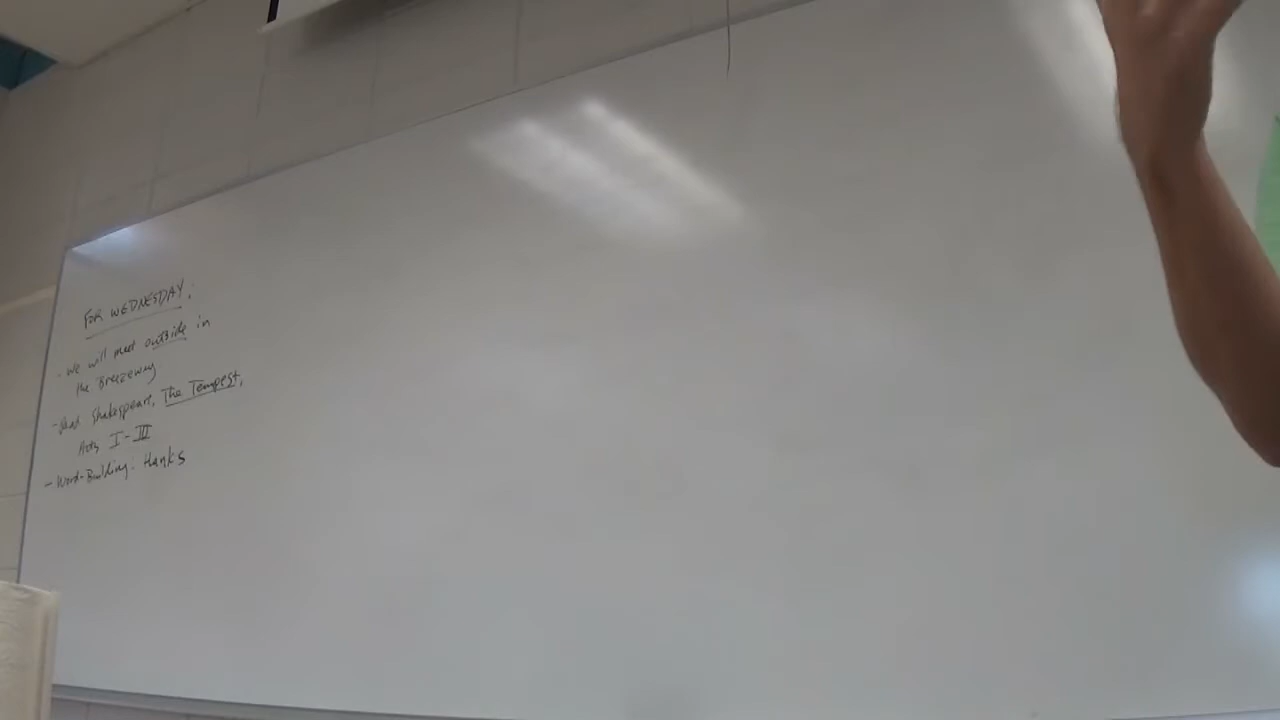 FOR WEDNESDAY:
- We will meet outside in
the Breezeway
- Read Shakespeare, The Tempest,
Acts I-III
- Word-Building: Hanks